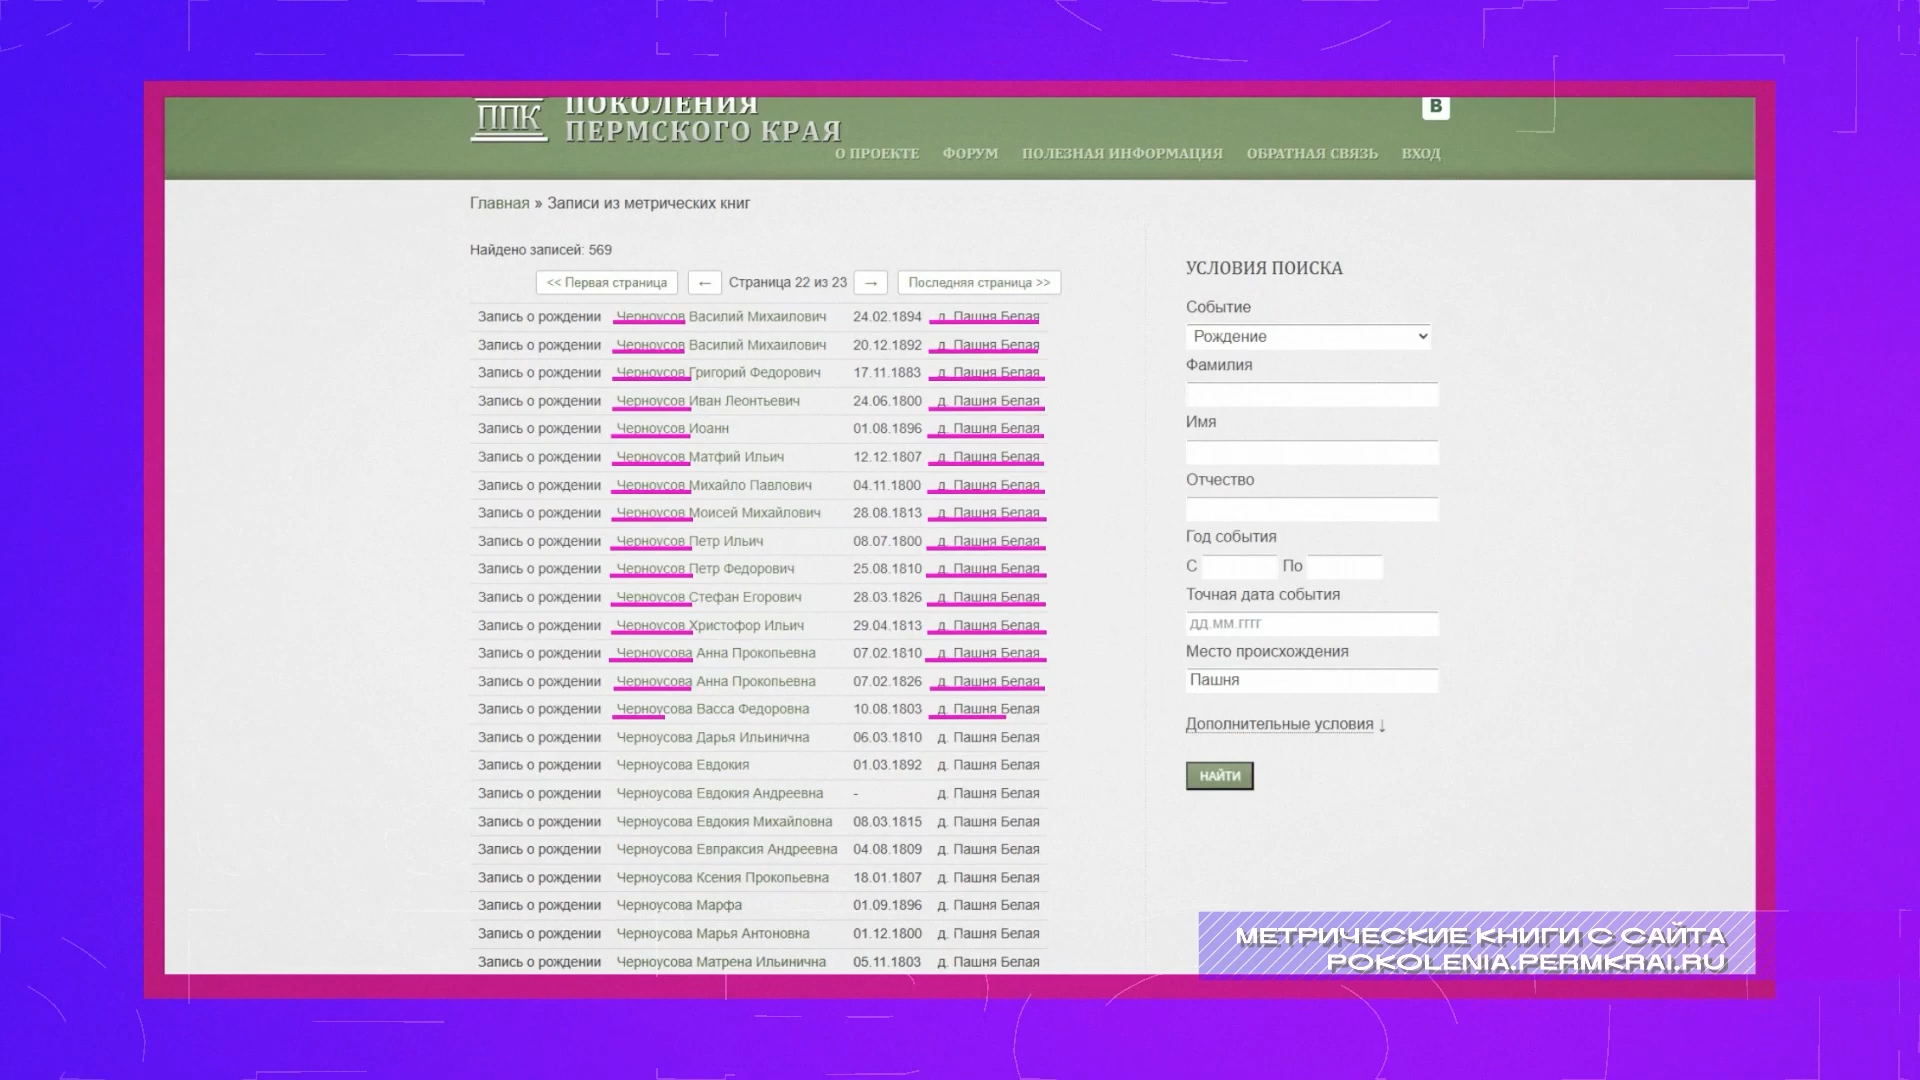 ППК
ПОКОЛЕНИЯ
ПЕРМСКОГО КРАЯ
В
О ПРОЕКТЕ ФОРУМ ПОЛЕЗНАЯ ИНФОРМАЦИЯ ОБРАТНАЯ СВЯЗЬ ВХОД
Главная » Записи из метрических книг
Найдено записей: 569
<< Первая страница ← Страница 22 из 23 → Последняя страница >>
Запись о рождении Черноусов Василий Михаилович 24.02.1894 д. Пашня Белая
Запись о рождении Черноусов Василий Михаилович 20.12.1892 д. Пашня Белая
Запись о рождении Черноусов Григорий Федорович 17.11.1883 д. Пашня Белая
Запись о рождении Черноусов Иван Леонтьевич 24.06.1800 д. Пашня Белая
Запись о рождении Черноусов Иоанн 01.08.1896 д. Пашня Белая
Запись о рождении Черноусов Матфий Ильич 12.12.1807 д. Пашня Белая
Запись о рождении Черноусов Михайло Павлович 04.11.1800 д. Пашня Белая
Запись о рождении Черноусов Моисей Михайлович 28.08.1813 д. Пашня Белая
Запись о рождении Черноусов Петр Ильич 08.07.1800 д. Пашня Белая
Запись о рождении Черноусов Петр Федорович 25.08.1810 д. Пашня Белая
Запись о рождении Черноусов Стефан Егорович 28.03.1826 д. Пашня Белая
Запись о рождении Черноусов Христофор Ильич 29.04.1813 д. Пашня Белая
Запись о рождении Черноусова Анна Прокопьевна 07.02.1810 д. Пашня Белая
Запись о рождении Черноусова Анна Прокопьевна 07.02.1826 д. Пашня Белая
Запись о рождении Черноусова Васса Федоровна 10.08.1803 д. Пашня Белая
Запись о рождении Черноусова Дарья Ильинична 06.03.1810 д. Пашня Белая
Запись о рождении Черноусова Евдокия 01.03.1892 д. Пашня Белая
Запись о рождении Черноусова Евдокия Андреевна - д. Пашня Белая
Запись о рождении Черноусова Евдокия Михайловна 08.03.1815 д. Пашня Белая
Запись о рождении Черноусова Евпраксия Андреевна 04.08.1809 д. Пашня Белая
Запись о рождении Черноусова Ксения Прокопьевна 18.01.1807 д. Пашня Белая
Запись о рождении Черноусова Марфа 01.09.1896 д. Пашня Белая
Запись о рождении Черноусова Марья Антоновна 01.12.1800 д. Пашня Белая
Запись о рождении Черноусова Матрена Ильинична 05.11.1803 д. Пашня Белая
УСЛОВИЯ ПОИСКА
Событие
Рождение
Фамилия
Имя
Отчество
Год события
С По
Точная дата события
дд.мм.гггг
Место происхождения
Пашня
Дополнительные условия ↓
НАЙТИ
МЕТРИЧЕСКИЕ КНИГИ С САЙТА
POKOLENIA.PERMKRAI.RU